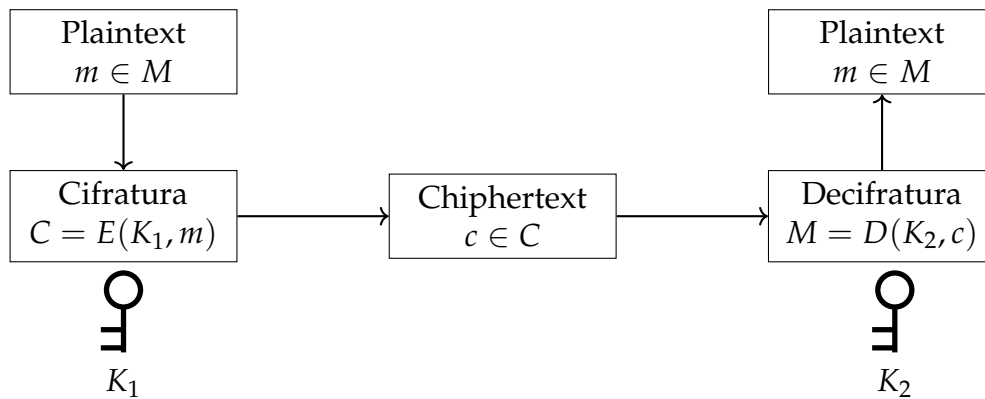 Plaintext
m ∈ M
Plaintext
m ∈ M
Cifratura
C = E(K₁, m)
Chiphertext
c ∈ C
Decifratura
M = D(K₂, c)
K₁
K₂